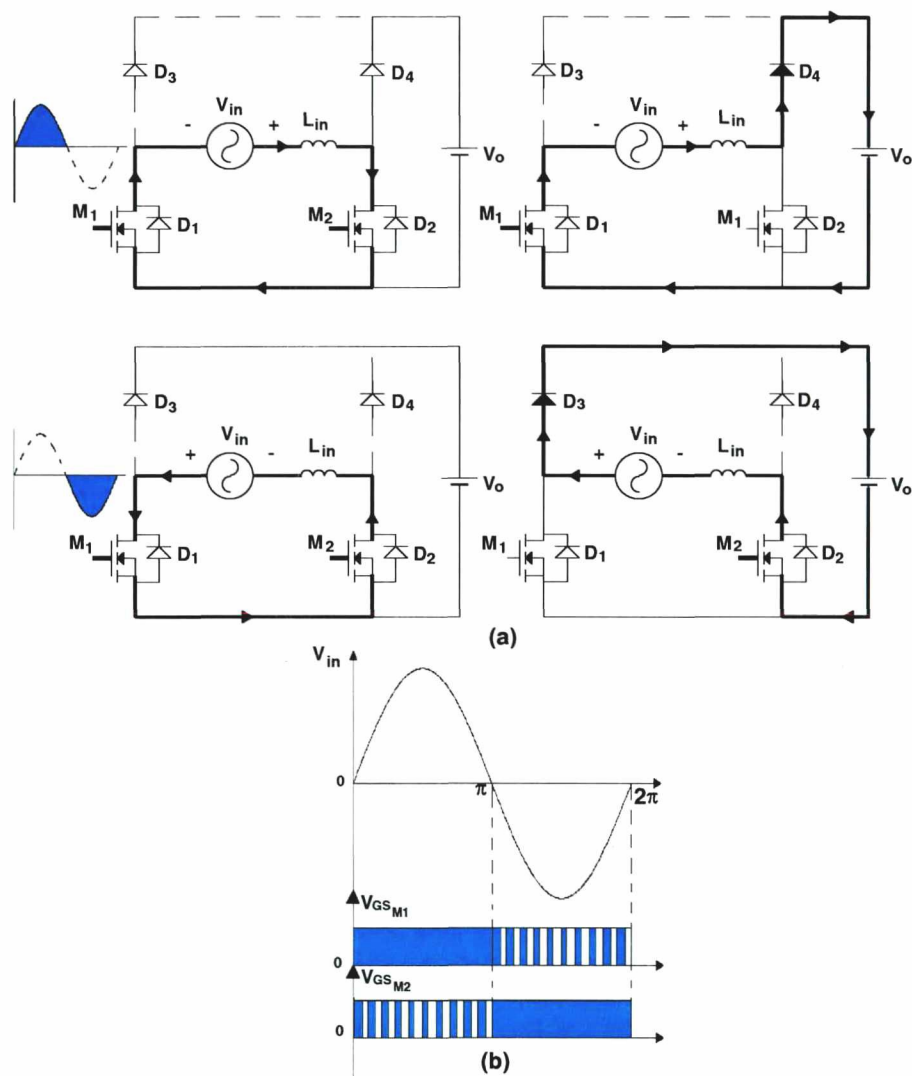 D3
D4
Vin
- +
Lin
Vo
M1
D1
M2
D2
D3
D4
Vin
- +
Lin
Vo
M1
D1
M1
D2
D3
D4
Vin
+ -
Lin
Vo
M1
D1
M2
D2
D3
D4
Vin
+ -
Lin
Vo
M1
D1
M2
D2
(a)
Vin
0
π
2π
VGSM1
0
VGSM2
0
(b)